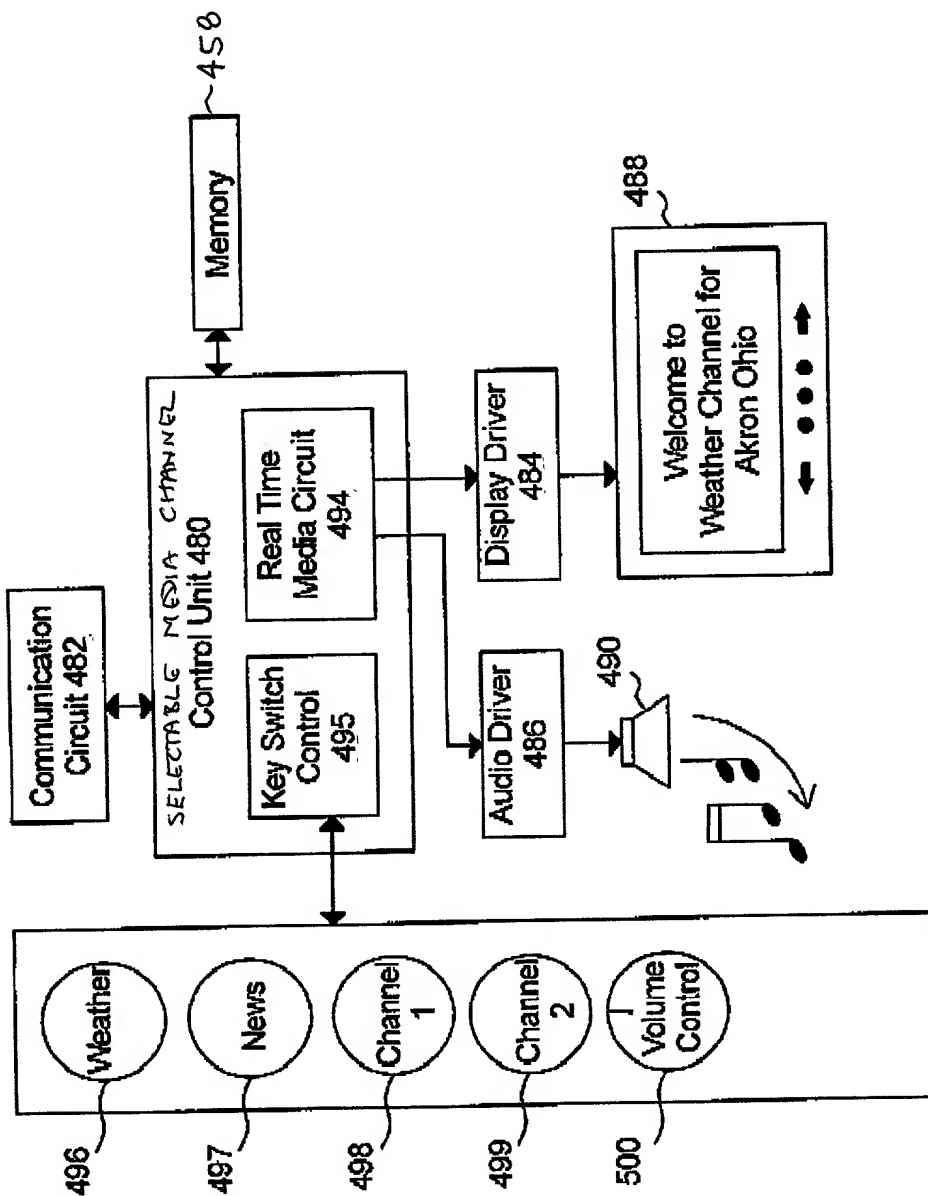 Communication
Circuit 482
SELECTABLE MEDIA CHANNEL
Control Unit 480
Key Switch
Control
495
Real Time
Media Circuit
494
Memory
458
Weather
496
News
497
Channel
1
498
Channel
2
499
Volume
Control
500
Audio Driver
486
490
Display Driver
484
488
Welcome to
Weather Channel for
Akron Ohio